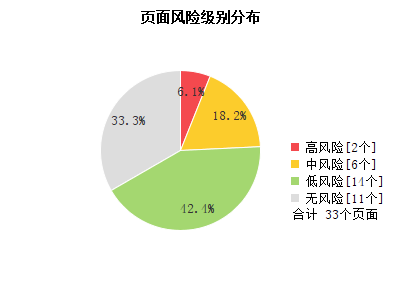 页面风险级别分布
6.1%
18.2%
33.3%
42.4%
高风险[2个]
中风险[6个]
低风险[14个]
无风险[11个]
合计 33个页面